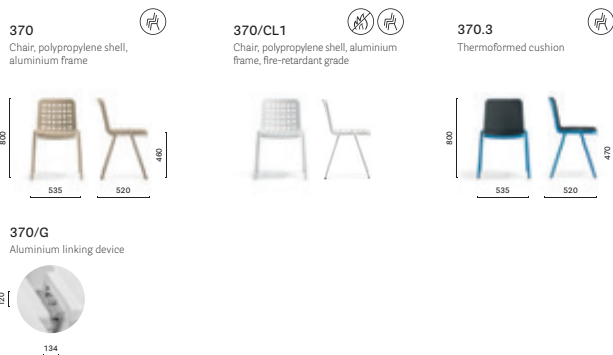 370
Chair, polypropylene shell,
aluminium frame
800
460
535
520
370/CL1
Chair, polypropylene shell, aluminium
frame, fire-retardant grade
370.3
Thermoformed cushion
800
470
535
520
370/G
Aluminium linking device
120
134